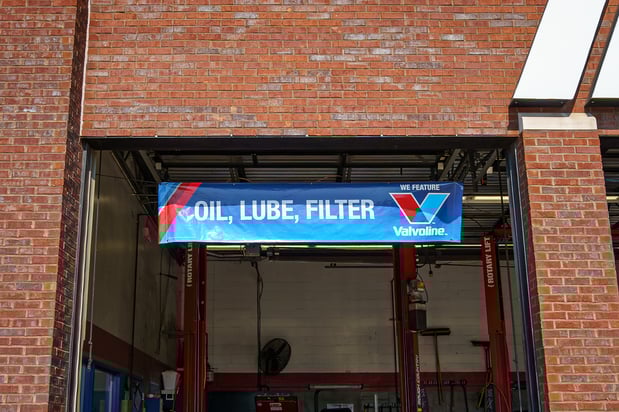 WE FEATURE
OIL, LUBE, FILTER
Valvoline
ROTARY LIFT
ROTARY LIFT